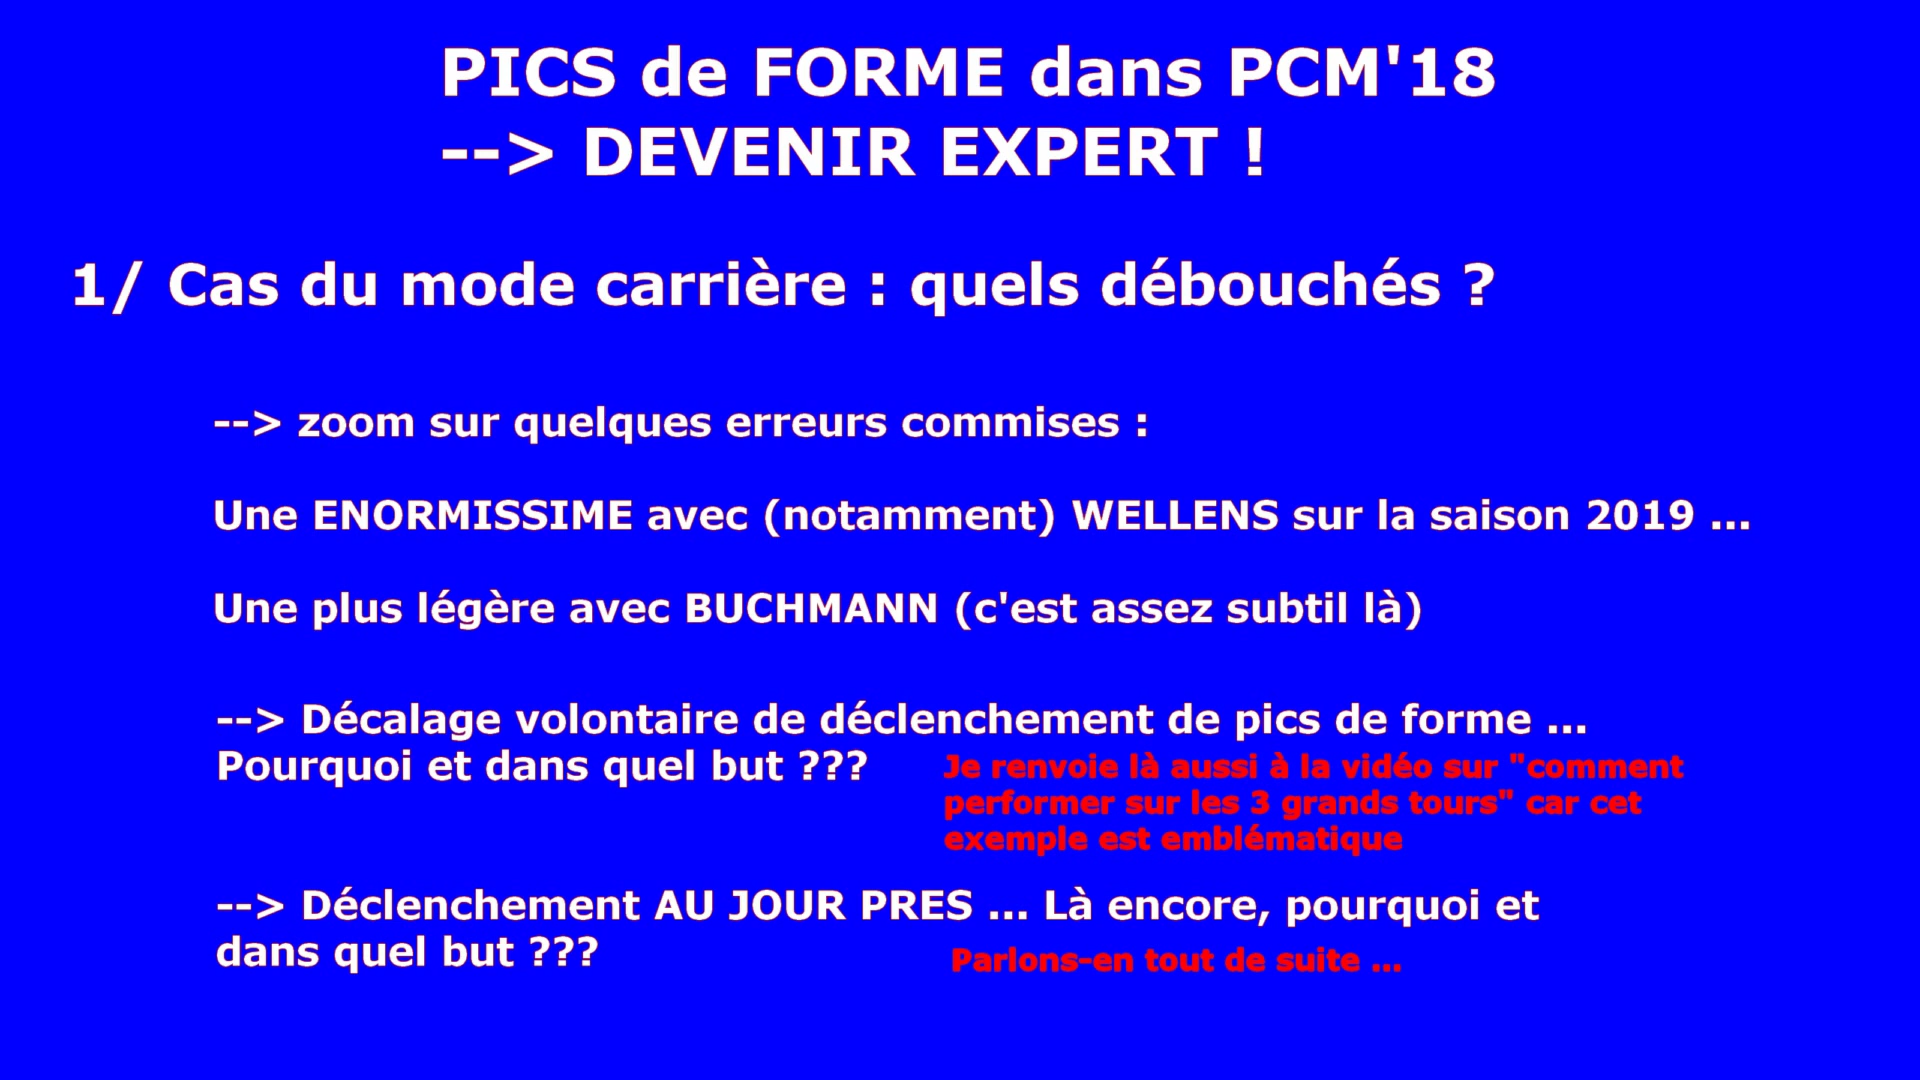 PICS de FORME dans PCM'18
--> DEVENIR EXPERT !
1/ Cas du mode carrière : quels débouchés ?
--> zoom sur quelques erreurs commises :
Une ENORMISSIME avec (notamment) WELLENS sur la saison 2019 ...
Une plus légère avec BUCHMANN (c'est assez subtil là)
--> Décalage volontaire de déclenchement de pics de forme ...
Pourquoi et dans quel but ???
Je renvoie là aussi à la vidéo sur "comment
performer sur les 3 grands tours" car cet
exemple est emblématique
--> Déclenchement AU JOUR PRES ... Là encore, pourquoi et
dans quel but ???
Parlons-en tout de suite ...